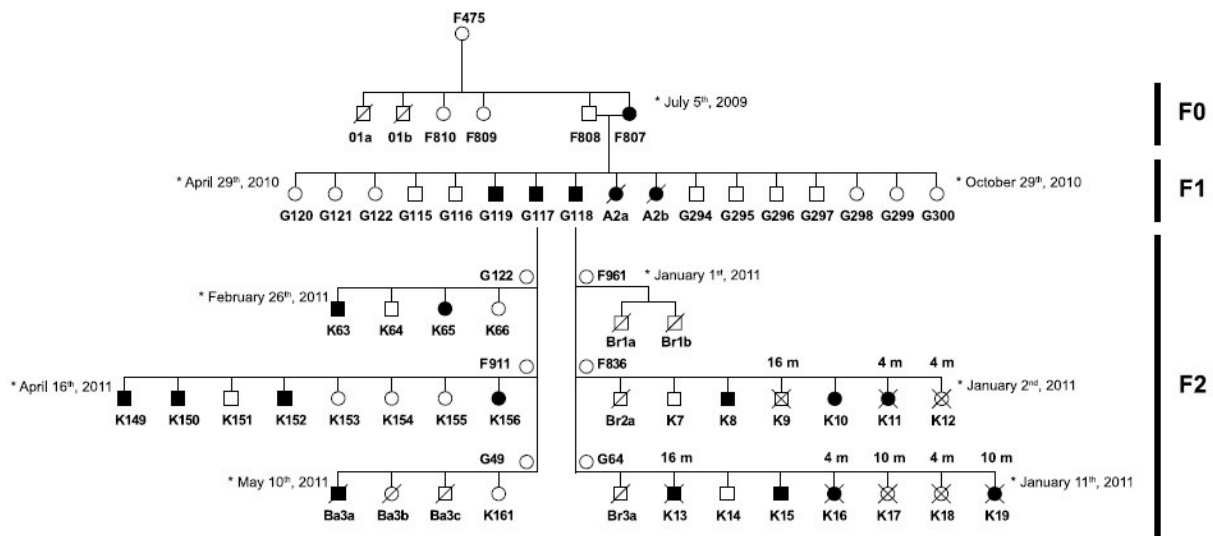 F475
* July 5th, 2009
F0
01a 01b F810 F809 F808 F807
* April 29th, 2010
* October 29th, 2010
F1
G120 G121 G122 G115 G116 G119 G117 G118 A2a A2b G294 G295 G296 G297 G298 G299 G300
G122 F961
* January 1st, 2011
* February 26th, 2011
K63 K64 K65 K66 Br1a Br1b
F911 F836 16 m 4 m 4 m
* April 16th, 2011
* January 2nd, 2011
F2
K149 K150 K151 K152 K153 K154 K155 K156 Br2a K7 K8 K9 K10 K11 K12
G49 G64 16 m 4 m 10 m 4 m 10 m
* May 10th, 2011
* January 11th, 2011
Ba3a Ba3b Ba3c K161 Br3a K13 K14 K15 K16 K17 K18 K19